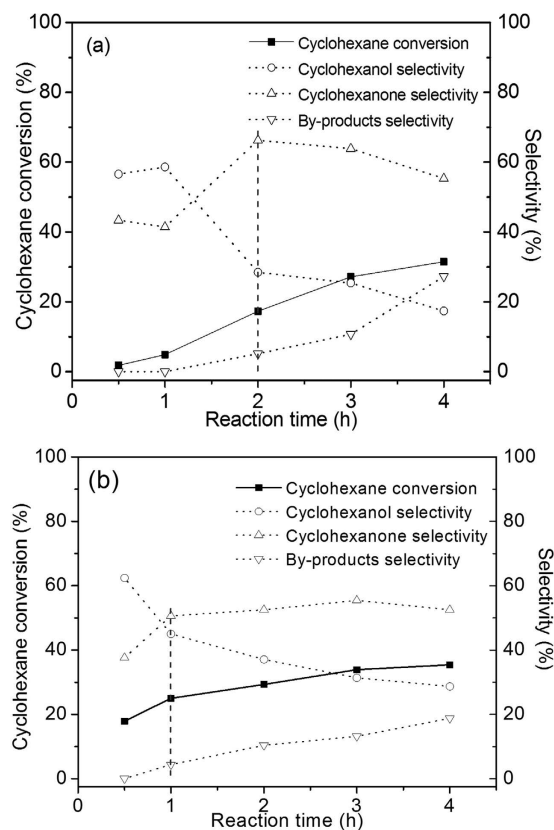 (a)
Cyclohexane conversion
Cyclohexanol selectivity
Cyclohexanone selectivity
By-products selectivity
Cyclohexane conversion (%)
100
80
60
40
20
0
Selectivity (%)
100
80
60
40
20
0
0 1 2 3 4
Reaction time (h)
(b)
Cyclohexane conversion
Cyclohexanol selectivity
Cyclohexanone selectivity
By-products selectivity
Cyclohexane conversion (%)
100
80
60
40
20
0
Selectivity (%)
100
80
60
40
20
0
0 1 2 3 4
Reaction time (h)